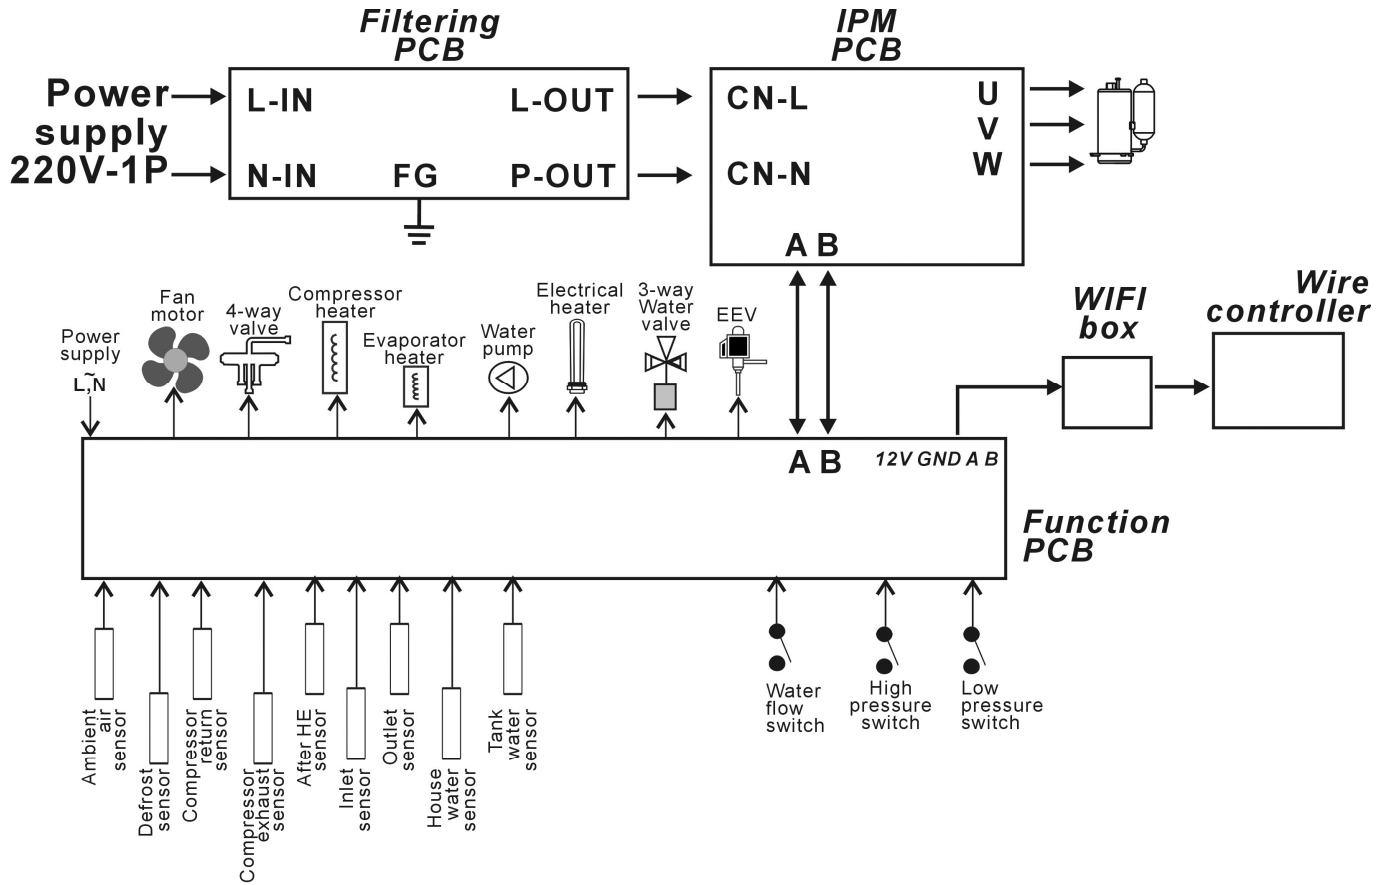 Filtering
PCB
IPM
PCB
Power
supply
220V-1P
L-IN
L-OUT
N-IN
FG
P-OUT
CN-L
CN-N
U
V
W
A B
Wire
controller
WIFI
box
Power
supply
~
L,N
Fan
motor
4-way
valve
Compressor
heater
Evaporator
heater
Water
pump
Electrical
heater
3-way
Water
valve
EEV
A B
12V GND A B
Function
PCB
Ambient
air
sensor
Defrost
sensor
Compressor
return
sensor
Compressor
exhaust
sensor
After HE
sensor
Inlet
sensor
Outlet
sensor
House
water
sensor
Tank
water
sensor
Water
flow
switch
High
pressure
switch
Low
pressure
switch